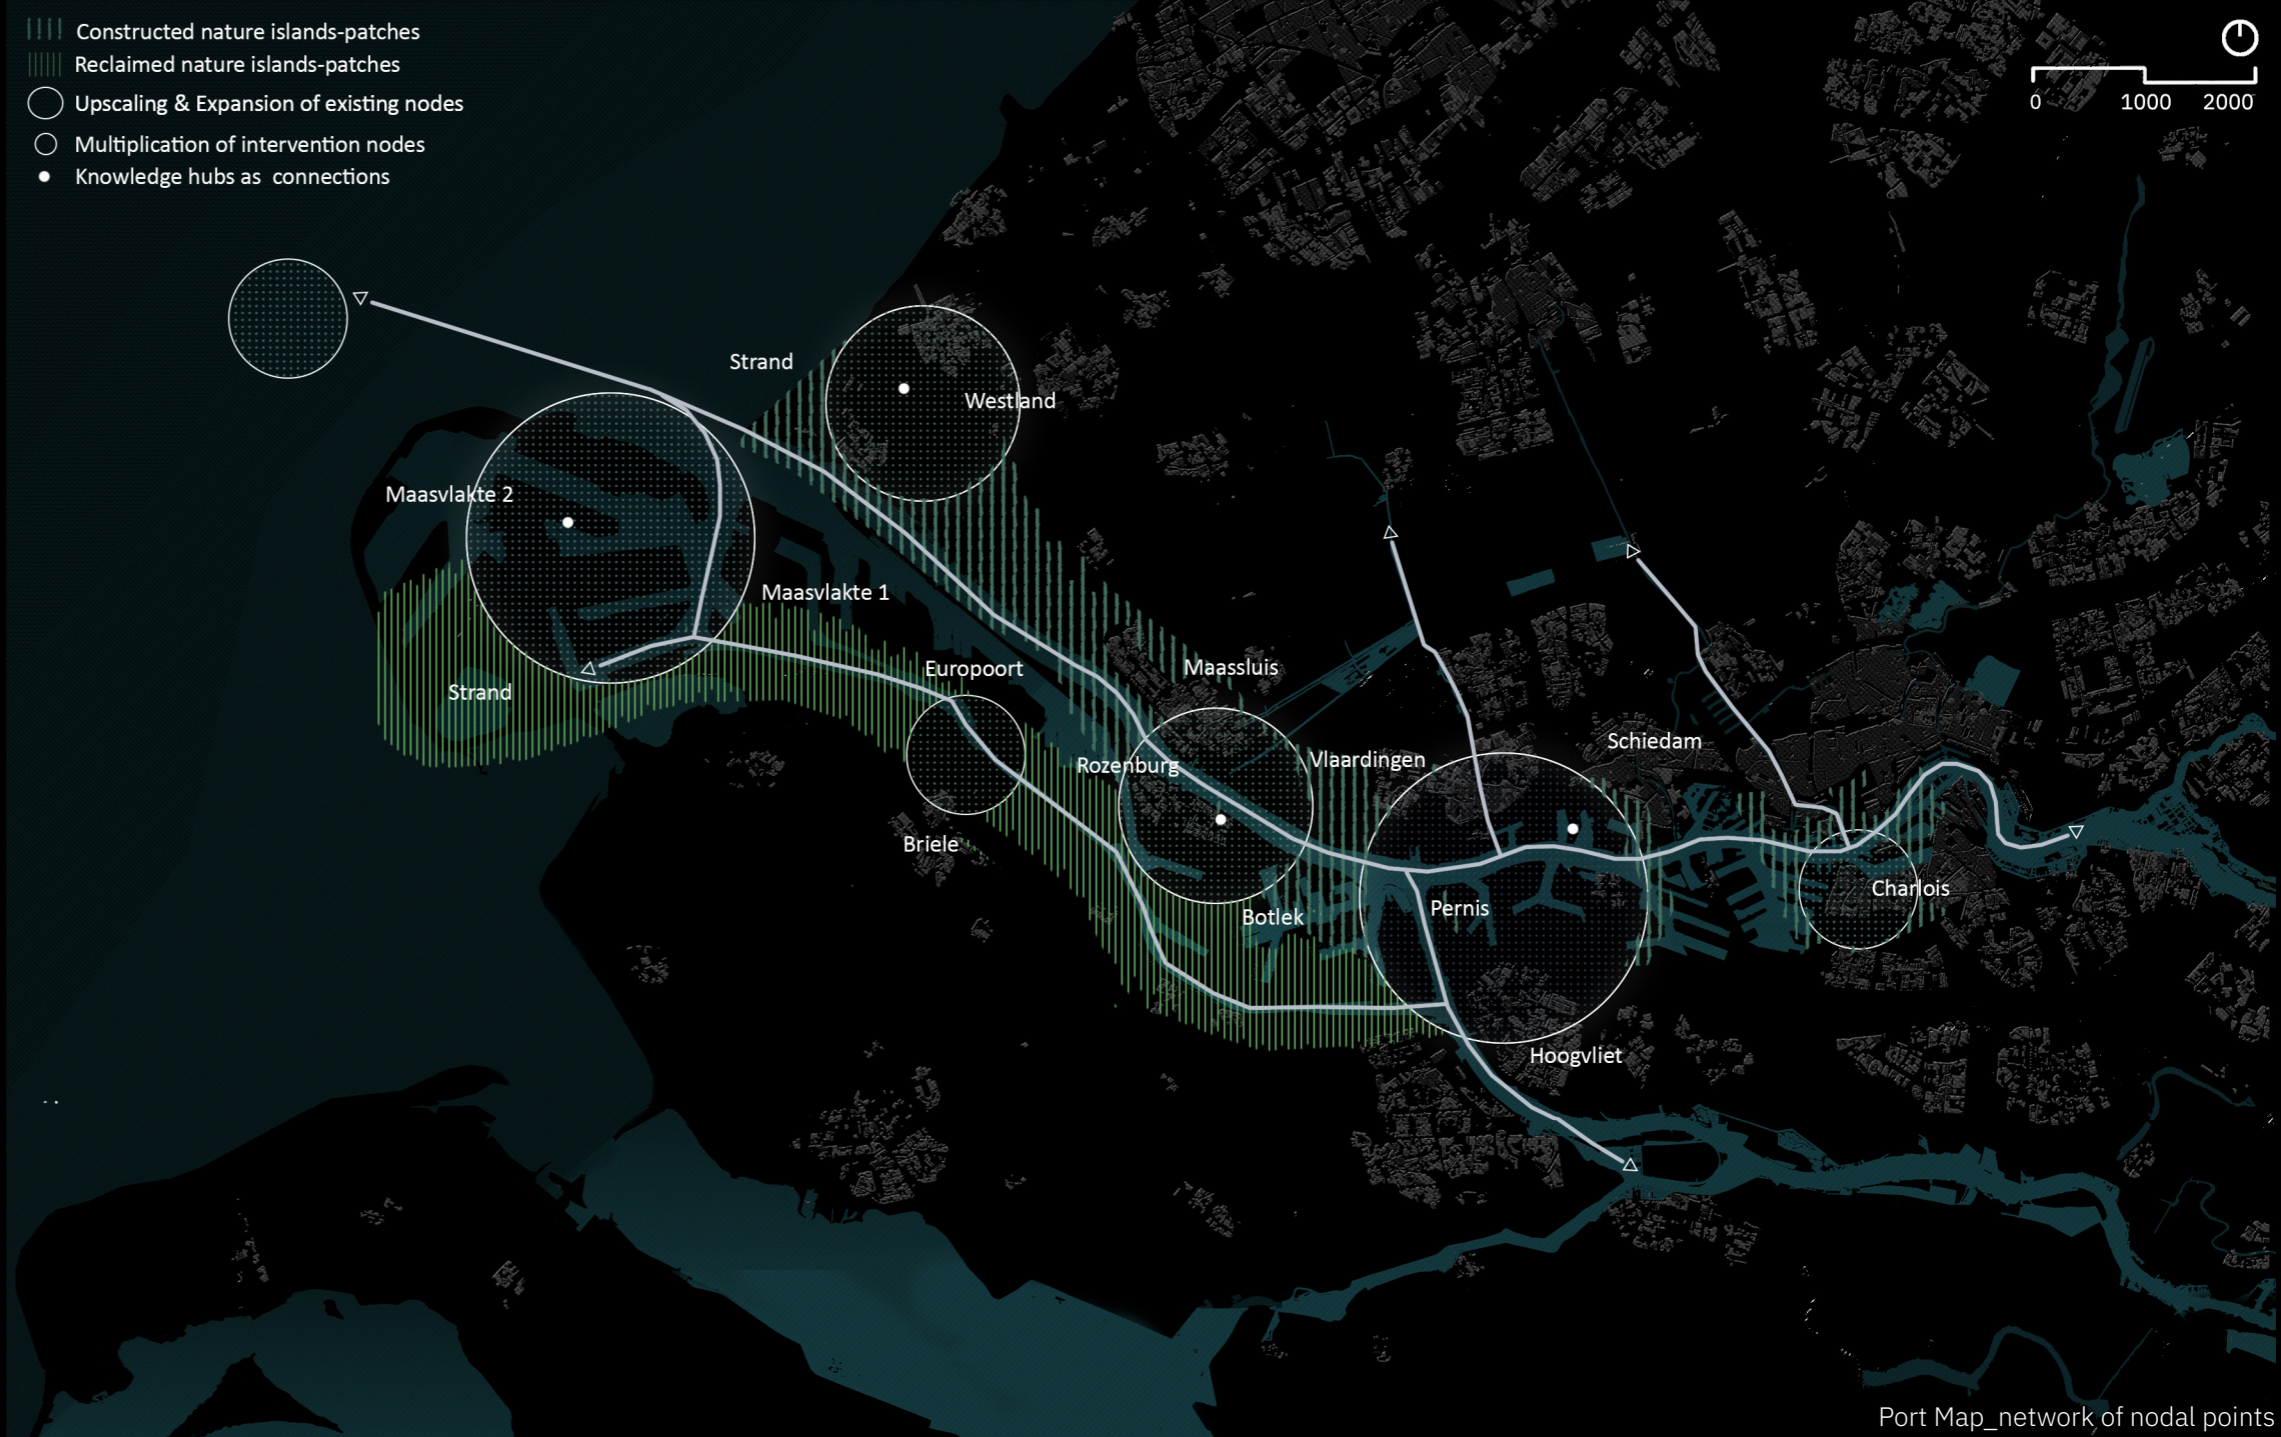 Constructed nature islands-patches
Reclaimed nature islands-patches
Upscaling & Expansion of existing nodes
Multiplication of intervention nodes
Knowledge hubs as connections
0 1000 2000
Strand
Westland
Maasvlakte 2
Maasvlakte 1
Strand
Europoort
Maassluis
Rozenburg
Vlaardingen
Schiedam
Briele
Charlois
Botlek
Pernis
Hoogvliet
Port Map_network of nodal points